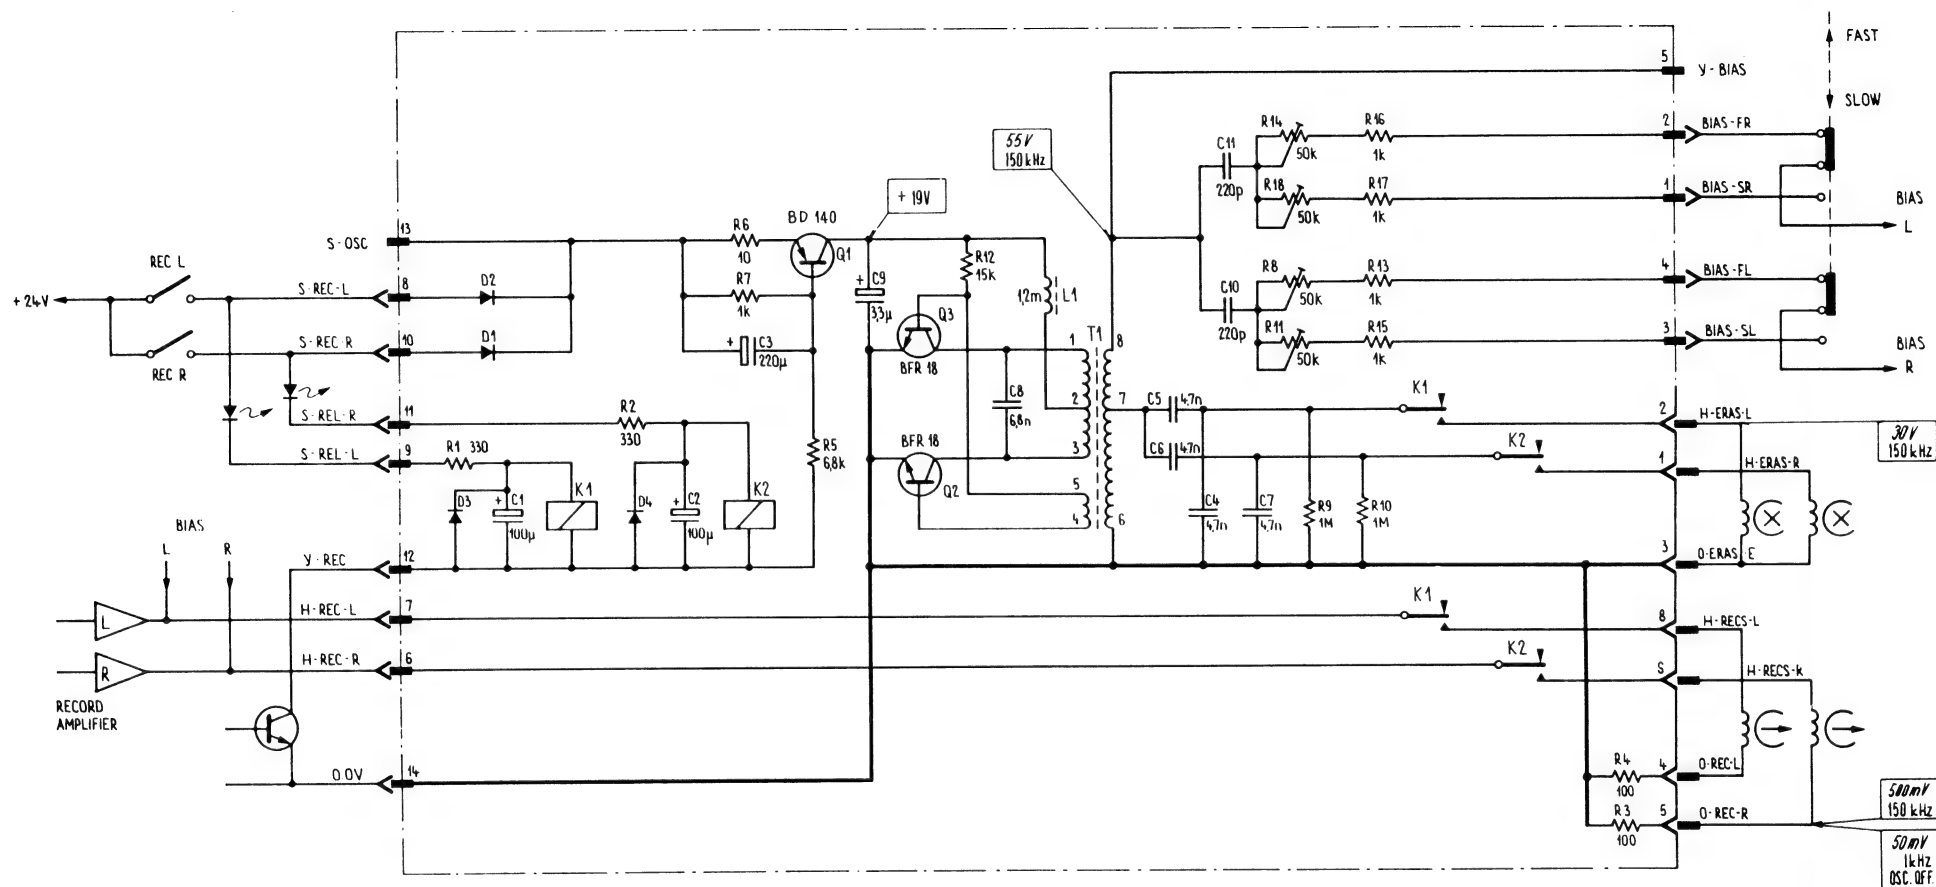 FAST
5
Y-BIAS
SLOW
55V
150kHz
R14
50k
R16
1k
2
BIAS-FR
C11
220p
R18
50k
R17
1k
1
BIAS-SR
BIAS
L
+ 19V
BD 140
S-OSC
13
R6
10
Q1
REC L
R12
15k
R8
50k
R13
1k
4
BIAS-FL
+24V
S-REC-L
8
D2
R7
1k
+
C9
3,3µ
1,2m
L1
C10
220p
Q3
R11
50k
R15
1k
3
BIAS-SL
S-REC-R
10
D1
+
C3
220µ
T1
1
8
BIAS
R
REC R
BFR 18
C8
6,8n
2
7
C5
4,7n
K1
2
H-ERAS-L
S-REL-R
11
R2
330
BFR 18
3
C6
4,7n
K2
30V
150kHz
S-REL-L
9
R1 330
R5
6,8k
1
H-ERAS-R
Q2
5
4
6
D3
+
C1
100µ
K1
D4
+
C2
100µ
K2
C4
4,7n
C7
4,7n
R9
1M
R10
1M
BIAS
L
R
Y-REC
12
3
0-ERAS-E
L
H-REC-L
7
K1
8
H-RECS-L
R
H-REC-R
6
K2
S
H-RECS-k
RECORD
AMPLIFIER
0.0V
14
R4
100
4
0-REC-L
R3
100
5
0-REC-R
500mV
150kHz
50mV
1kHz
OSC. OFF